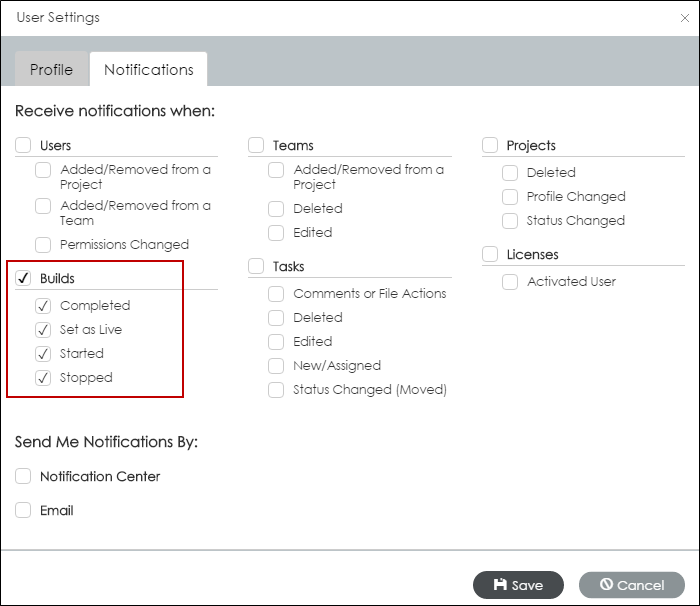 User Settings
Profile
Notifications
Receive notifications when:
Users
Added/Removed from a
Project
Added/Removed from a
Team
Permissions Changed
Builds
Completed
Set as Live
Started
Stopped
Teams
Added/Removed from a
Project
Deleted
Edited
Tasks
Comments or File Actions
Deleted
Edited
New/Assigned
Status Changed (Moved)
Projects
Deleted
Profile Changed
Status Changed
Licenses
Activated User
Send Me Notifications By:
Notification Center
Email
Save
Cancel